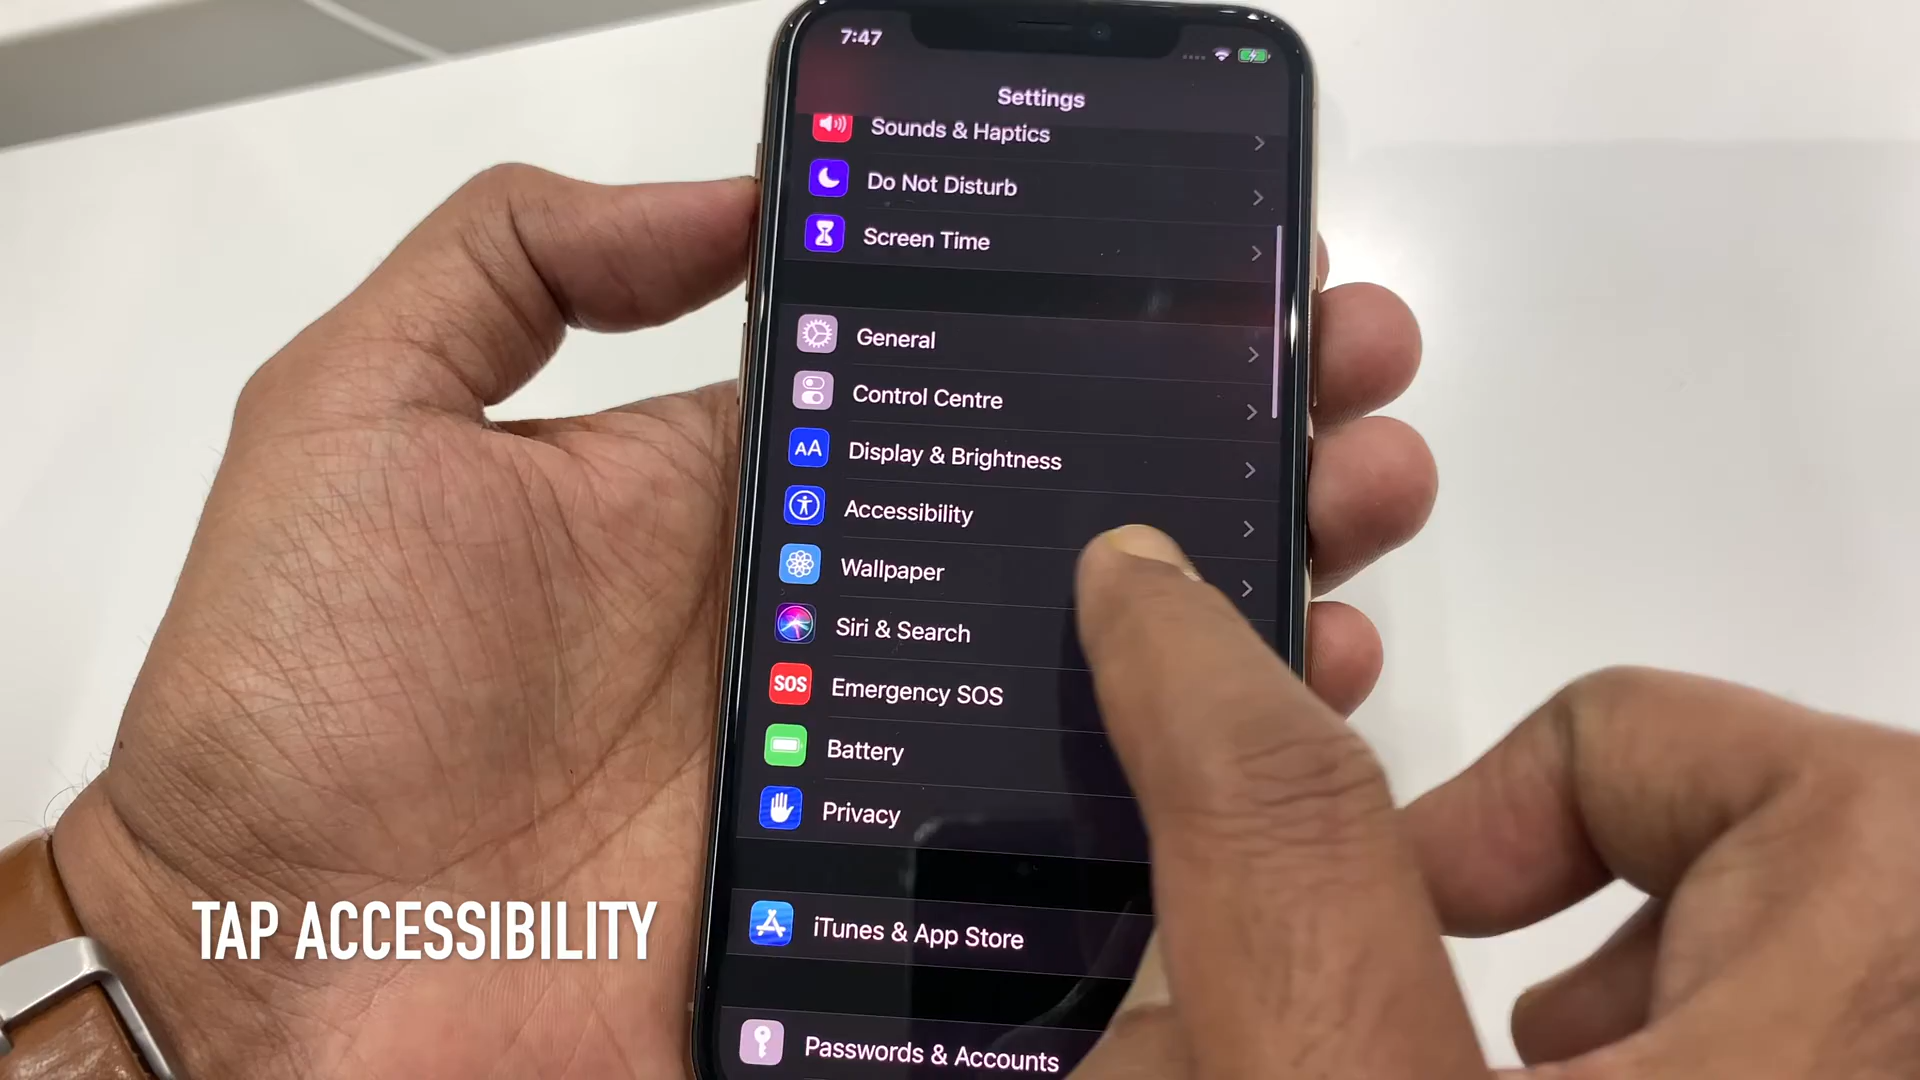 7:47
Settings
Sounds & Haptics
Do Not Disturb
Screen Time
General
Control Centre
AA Display & Brightness
Accessibility
Wallpaper
Siri & Search
SOS Emergency SOS
Battery
Privacy
iTunes & App Store
Passwords & Accounts
TAP ACCESSIBILITY